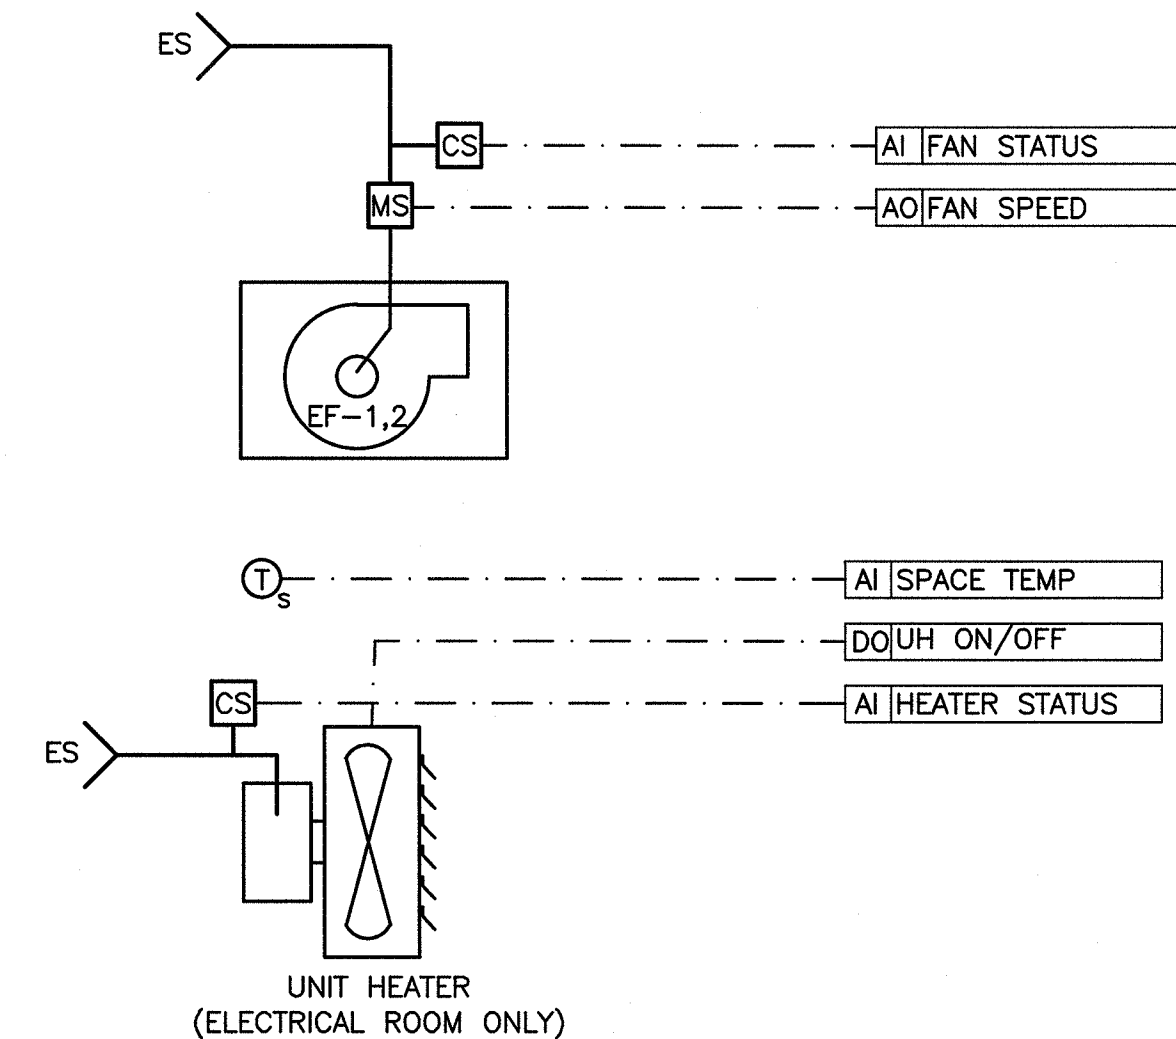 ES
CS
AI FAN STATUS
MS
AO FAN SPEED
EF-1,2
T
S
AI SPACE TEMP
DO UH ON/OFF
CS
AI HEATER STATUS
ES
UNIT HEATER
(ELECTRICAL ROOM ONLY)